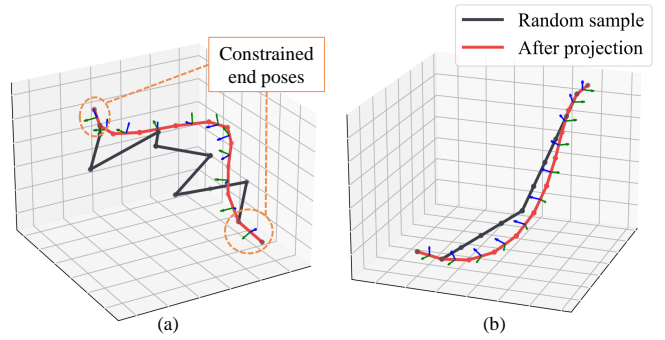 Constrained
end poses
Random sample
After projection
(a)
(b)